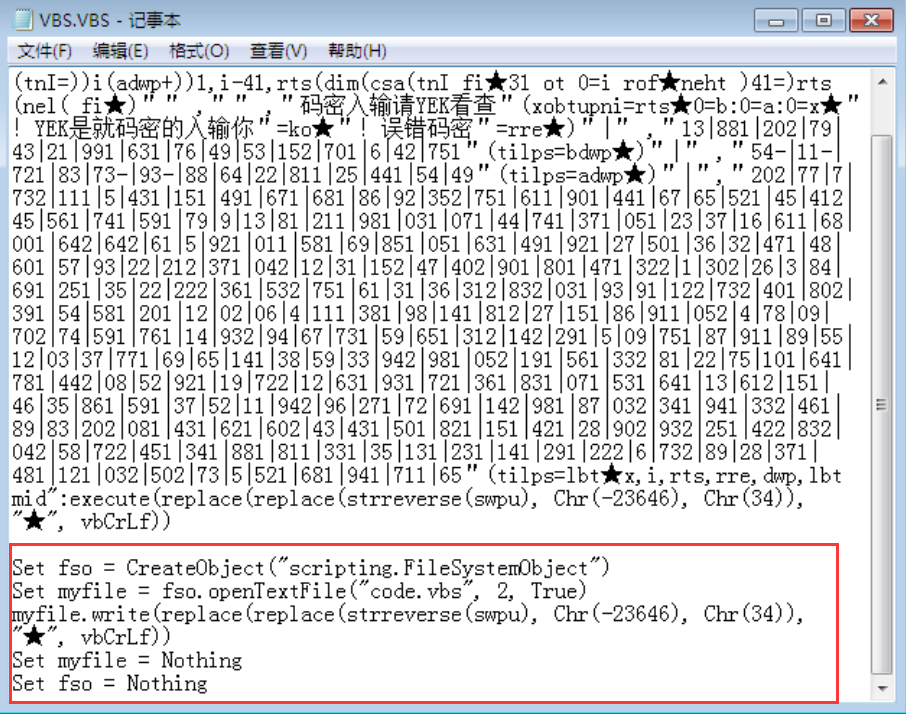 VBS.VBS - 记事本
文件(F) 编辑(E) 格式(O) 查看(V) 帮助(H)
(tnI=))i(adwp+))1,i-41,rts(dim(csa(tnI fi★31 ot 0=i rof★neht )41=)rts
(nel( fi★)" " ," " ,"码密入输请YEK看查"(xobtupni=rts★0=b:0=a:0=x★"
! YEK是就码密的入输你"=ko★"! 误错码密"=rre★)"|" ,"13|881|202|79|
43|21|991|631|76|49|53|152|701|6|42|751"(tilps=bdwp★)"|" ,"54-|11-|
721|83|73-|93-|88|64|22|811|25|441|54|49"(tilps=adwp★)"|","202|77|7|
732|111|5|431|151|491|671|681|86|92|352|751|611|901|441|67|65|521|45|412|
45|561|741|591|79|9|13|81|211|981|031|071|44|741|371|051|23|37|16|611|68|
001|642|642|61|5|921|011|581|69|851|051|631|491|921|27|501|36|32|471|48|
601|57|93|22|212|371|042|12|31|152|47|402|901|801|471|322|1|302|26|3|84|
691|251|35|22|222|361|532|751|61|31|36|312|832|031|93|91|122|732|401|802|
391|54|581|201|12|02|06|4|111|381|98|141|812|27|151|86|911|052|4|78|09|
702|74|591|761|14|932|94|67|731|59|651|312|142|291|5|09|751|87|911|89|55|
12|03|37|771|69|65|141|38|59|33|942|981|052|191|561|332|81|22|75|101|641|
781|442|08|52|921|19|722|12|631|931|721|361|831|071|531|641|13|612|151|
46|35|861|591|37|52|11|942|96|271|72|691|142|981|87|032|341|941|332|461|
89|83|202|081|431|621|602|43|431|501|821|151|421|28|902|932|251|422|832|
042|58|722|451|341|881|811|331|35|131|231|141|291|222|6|732|89|28|371|
481|121|032|502|73|5|521|681|941|711|65"(tilps=lbt★x,i,rts,rre,dwp,lbt
mid":execute(replace(replace(strreverse(swpu), Chr(-23646), Chr(34)),
"★", vbCrLf))
Set fso = CreateObject("scripting.FileSystemObject")
Set myfile = fso.openTextFile("code.vbs", 2, True)
myfile.write(replace(replace(strreverse(swpu), Chr(-23646), Chr(34)),
"★", vbCrLf))
Set myfile = Nothing
Set fso = Nothing